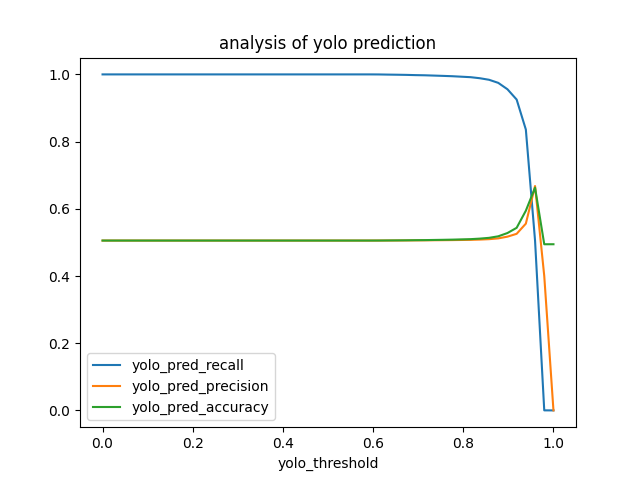 analysis of yolo prediction
1.0
0.8
0.6
0.4
0.2
0.0
yolo_pred_recall
yolo_pred_precision
yolo_pred_accuracy
0.0 0.2 0.4 0.6 0.8 1.0
yolo_threshold